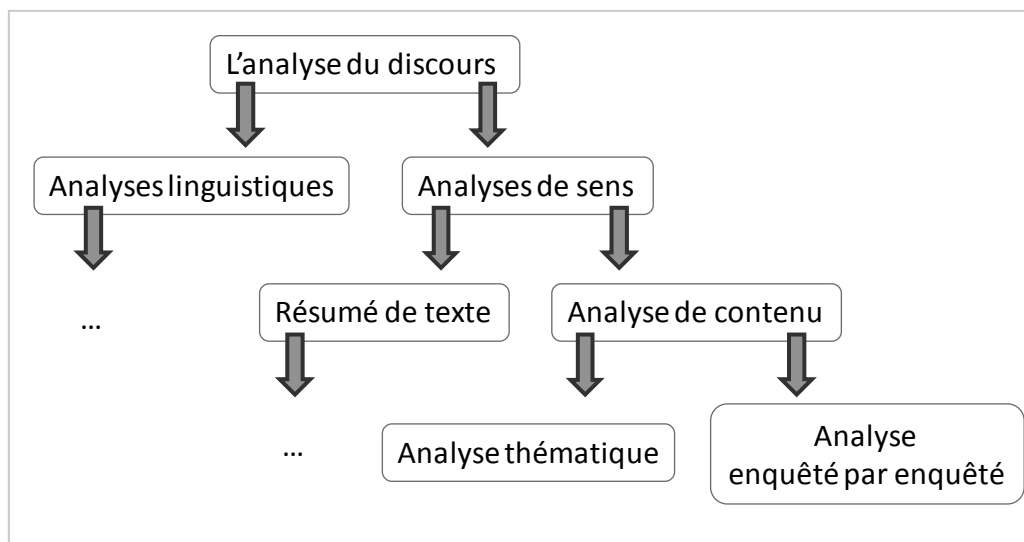 L’analyse du discours
Analyses linguistiques
Analyses de sens
...
Résumé de texte
Analyse de contenu
...
Analyse thématique
Analyse
enquêté par enquêté